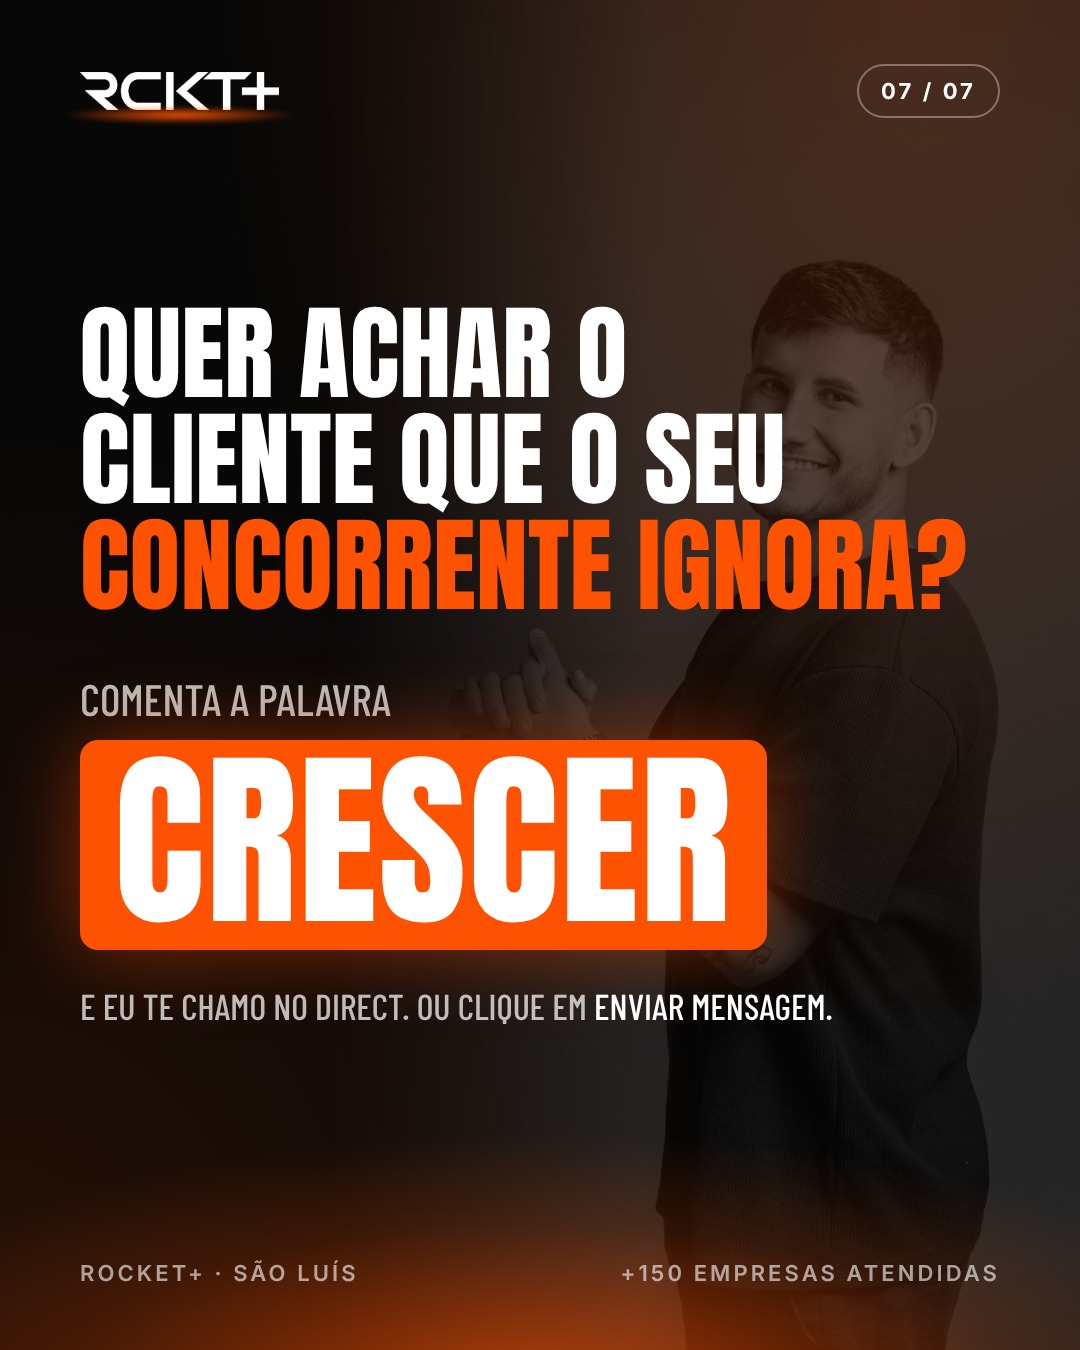 RCKT+
07 / 07
QUER ACHAR O
CLIENTE QUE O SEU
CONCORRENTE IGNORA?
COMENTA A PALAVRA
CRESCER
E EU TE CHAMO NO DIRECT. OU CLIQUE EM ENVIAR MENSAGEM.
ROCKET+ · SÃO LUÍS
+150 EMPRESAS ATENDIDAS